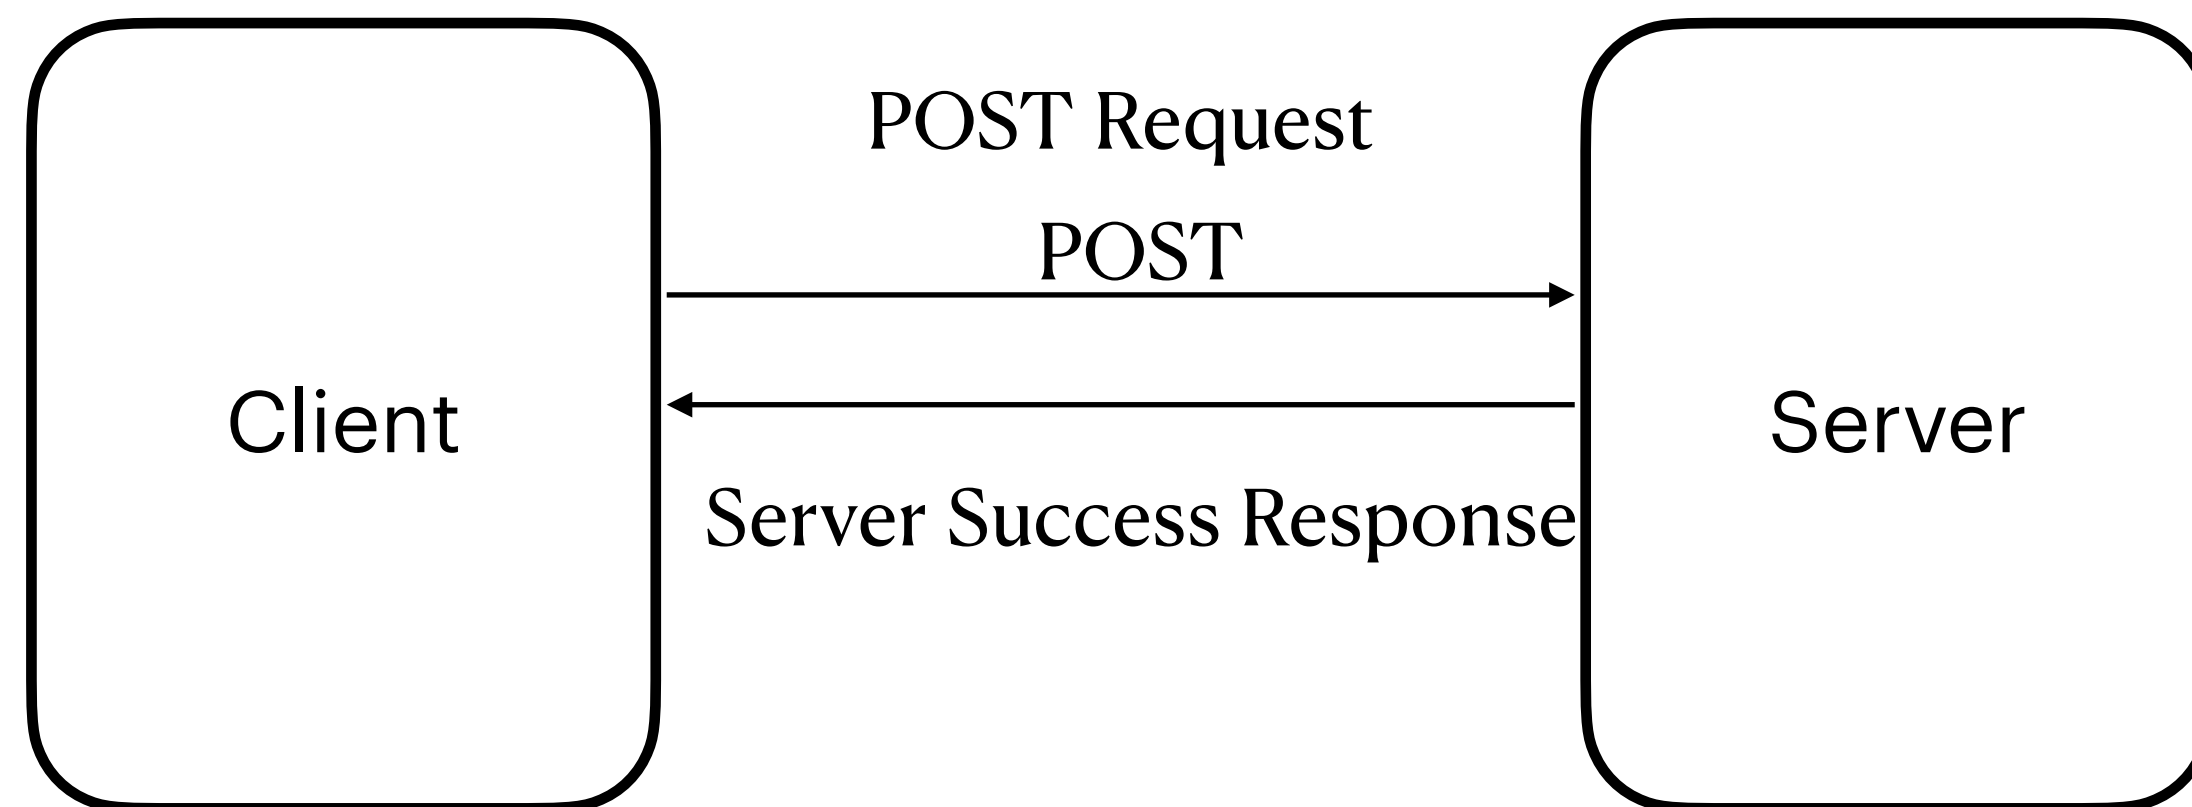 POST Request
POST
Client
Server
Server Success Response